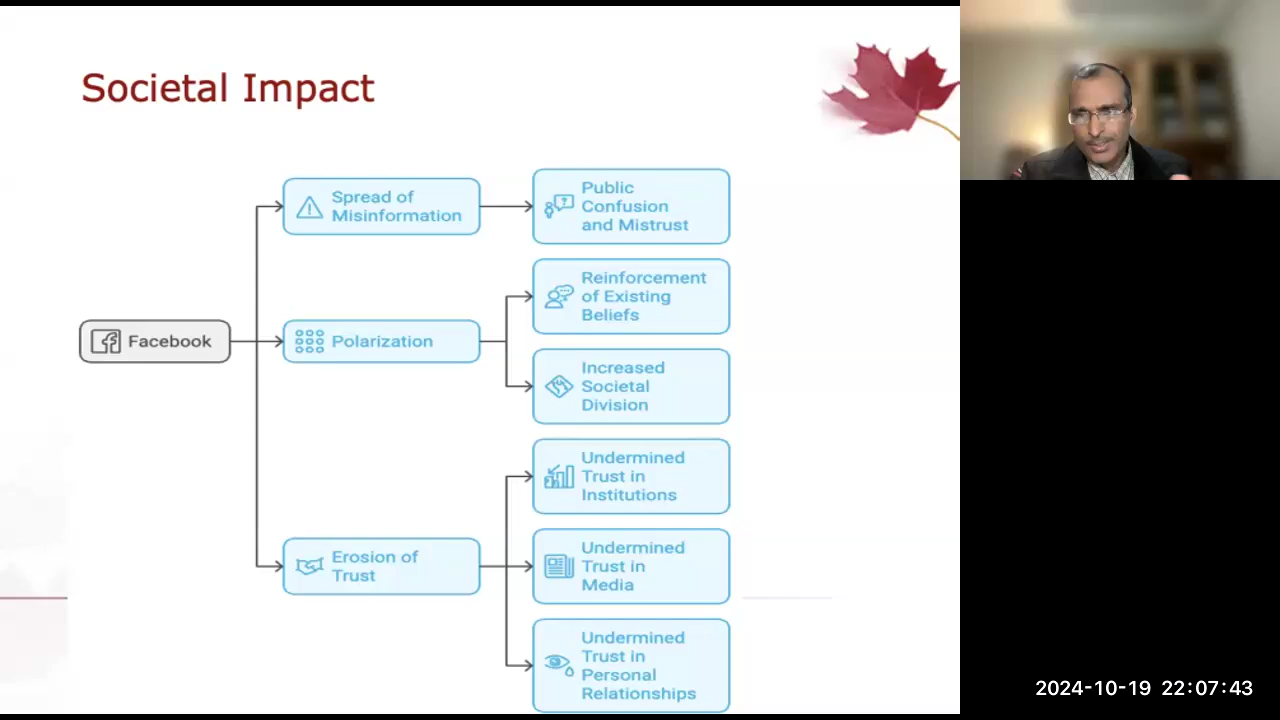 Societal Impact
Spread of
Misinformation
Public
Confusion
and Mistrust
Facebook
Polarization
Reinforcement
of Existing
Beliefs
Increased
Societal
Division
Erosion of
Trust
Undermined
Trust in
Institutions
Undermined
Trust in
Media
Undermined
Trust in
Personal
Relationships
2024-10-19 22:07:43